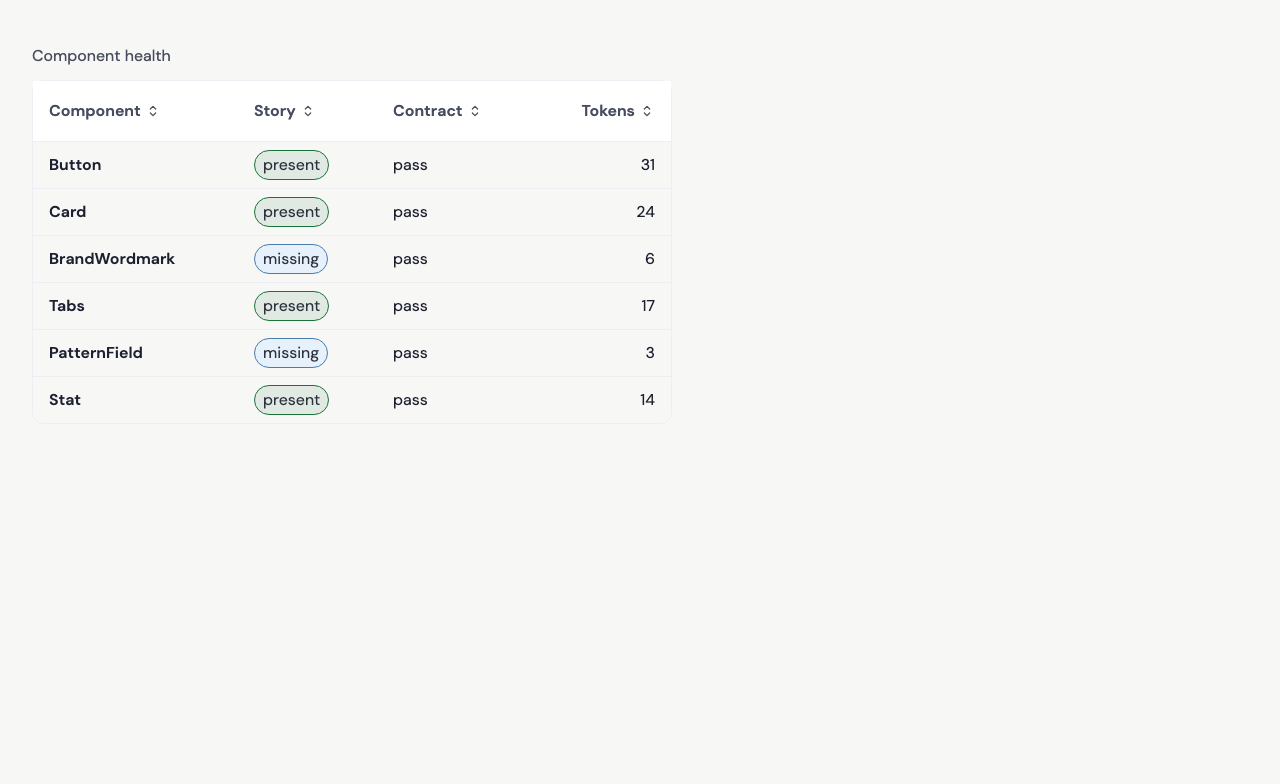 Component health
Component Story Contract Tokens
Button present pass 31
Card present pass 24
BrandWordmark missing pass 6
Tabs present pass 17
PatternField missing pass 3
Stat present pass 14